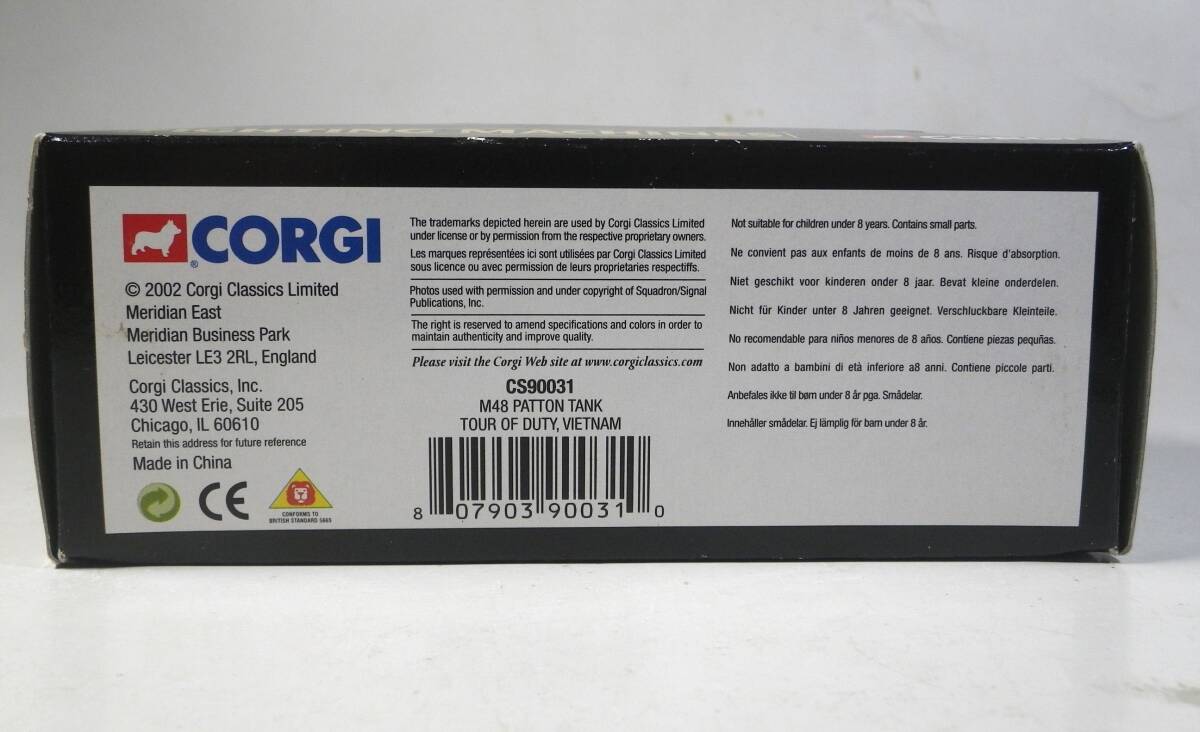 FIGHTING MACHINES
CORGI
®
© 2002 Corgi Classics Limited
Meridian East
Meridian Business Park
Leicester LE3 2RL, England
Corgi Classics, Inc.
430 West Erie, Suite 205
Chicago, IL 60610
Retain this address for future reference
Made in China
CE
CONFORMS TO
BRITISH STANDARD 5665
The trademarks depicted herein are used by Corgi Classics Limited
under license or by permission from the respective proprietary owners.
Les marques représentées ici sont utilisées par Corgi Classics Limited
sous licence ou avec permission de leurs proprietaries respectiffs.
Photos used with permission and under copyright of Squadron/Signal
Publications, Inc.
The right is reserved to amend specifications and colors in order to
maintain authenticity and improve quality.
Please visit the Corgi Web site at www.corgiclassics.com
CS90031
M48 PATTON TANK
TOUR OF DUTY, VIETNAM
8 07903 90031 0
Not suitable for children under 8 years. Contains small parts.
Ne convient pas aux enfants de moins de 8 ans. Risque d'absorption.
Niet geschikt voor kinderen onder 8 jaar. Bevat kleine onderdelen.
Nicht für Kinder unter 8 Jahren geeignet. Verschluckbare Kleinteile.
No recomendable para niños menores de 8 años. Contiene piezas pequñas.
Non adatto a bambini di età inferiore a8 anni. Contiene piccole parti.
Anbefales ikke til børn under 8 år pga. Smådelar.
Innehåller smådelar. Ej lämplig för barn under 8 år.